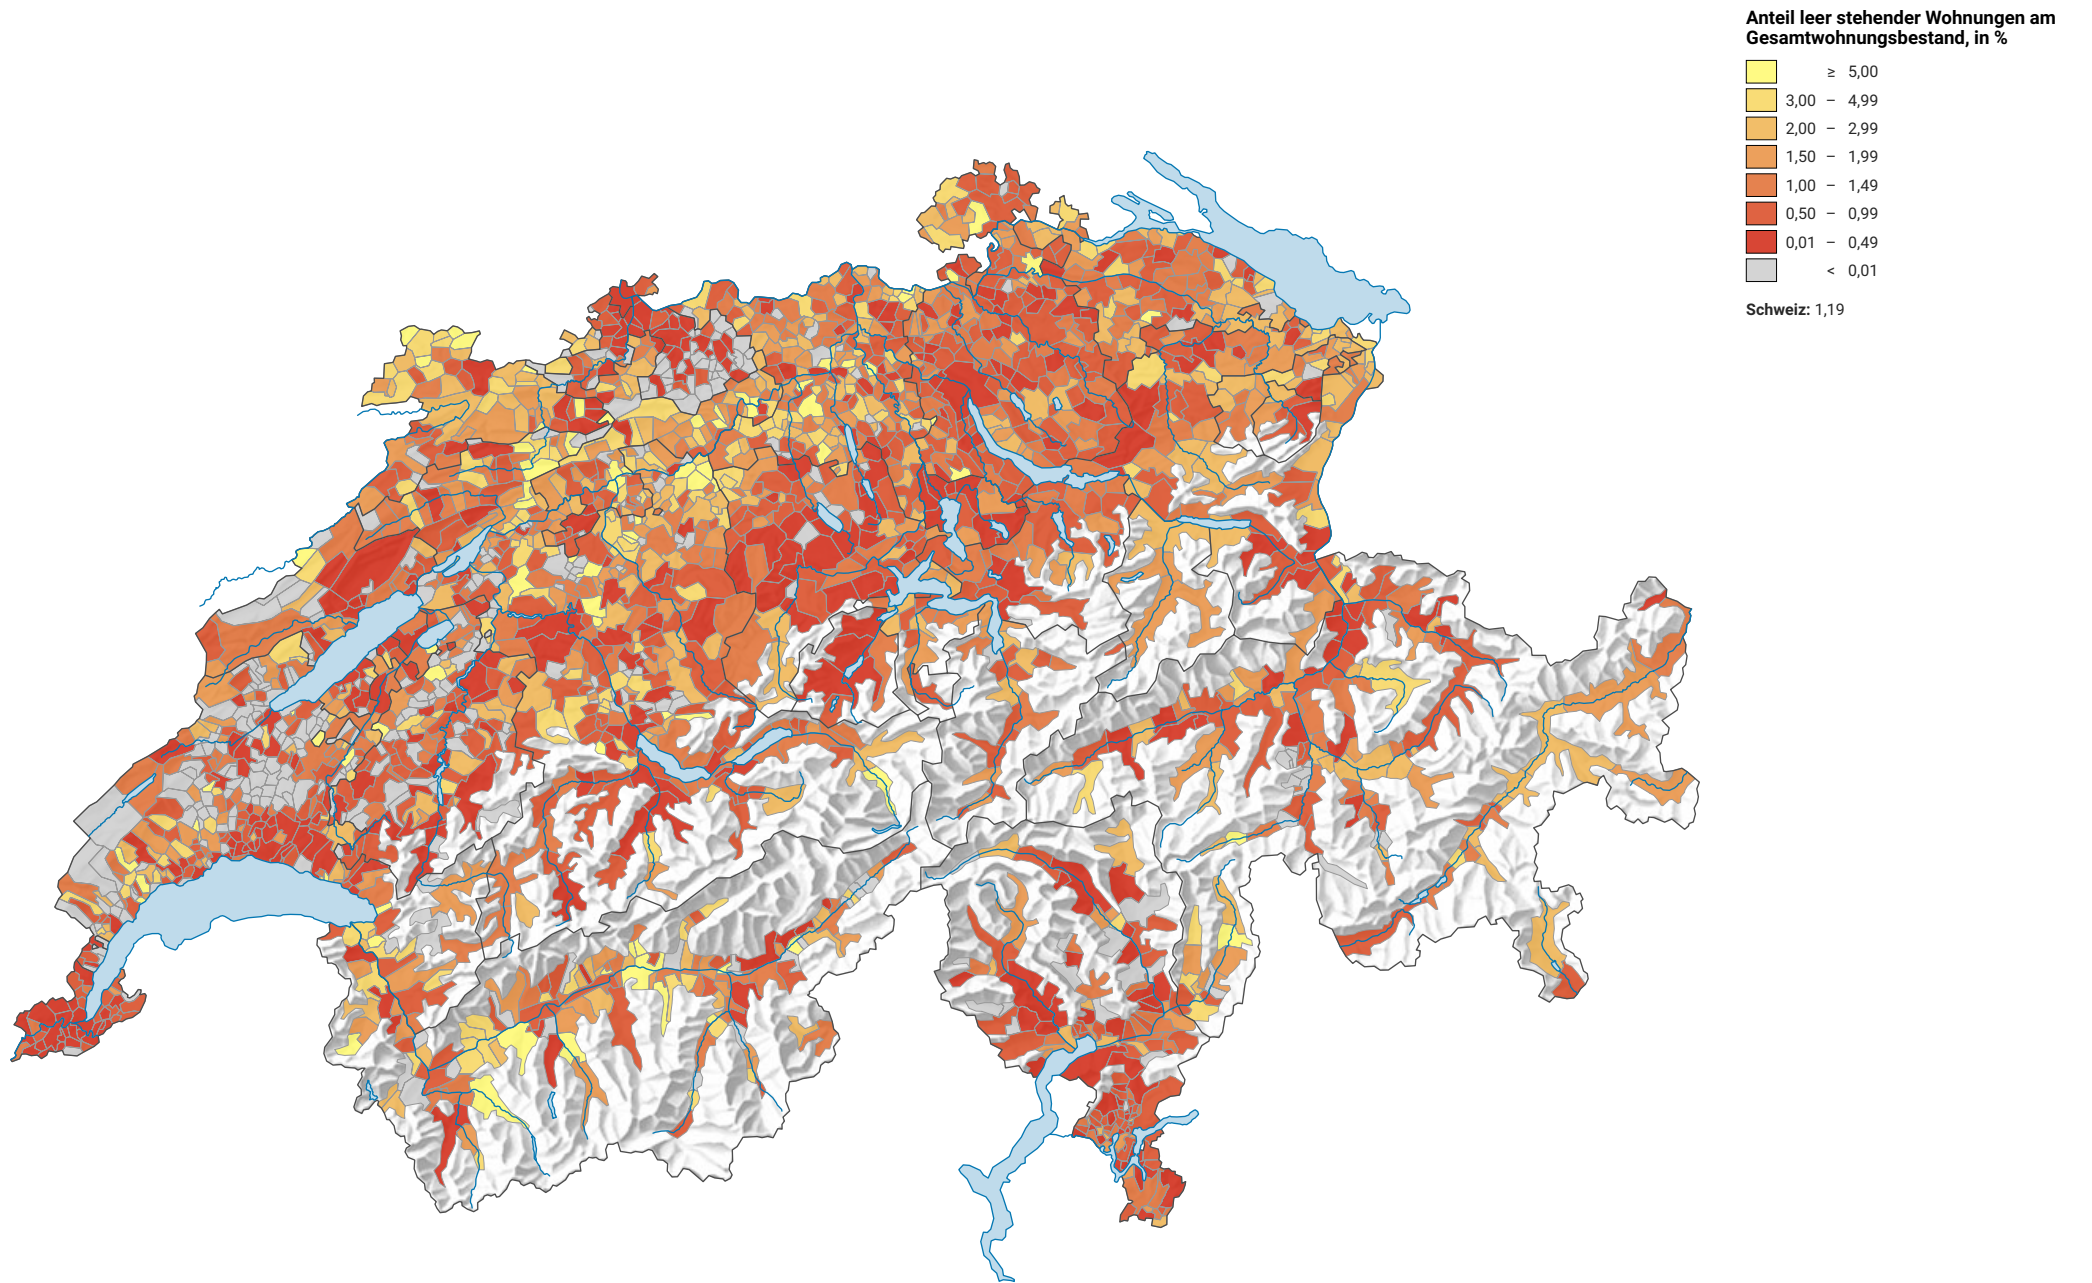 Anteil leer stehender Wohnungen am
Gesamtwohnungsbestand, in %
≥ 5,00
3,00 – 4,99
2,00 – 2,99
1,50 – 1,99
1,00 – 1,49
0,50 – 0,99
0,01 – 0,49
< 0,01
Schweiz: 1,19